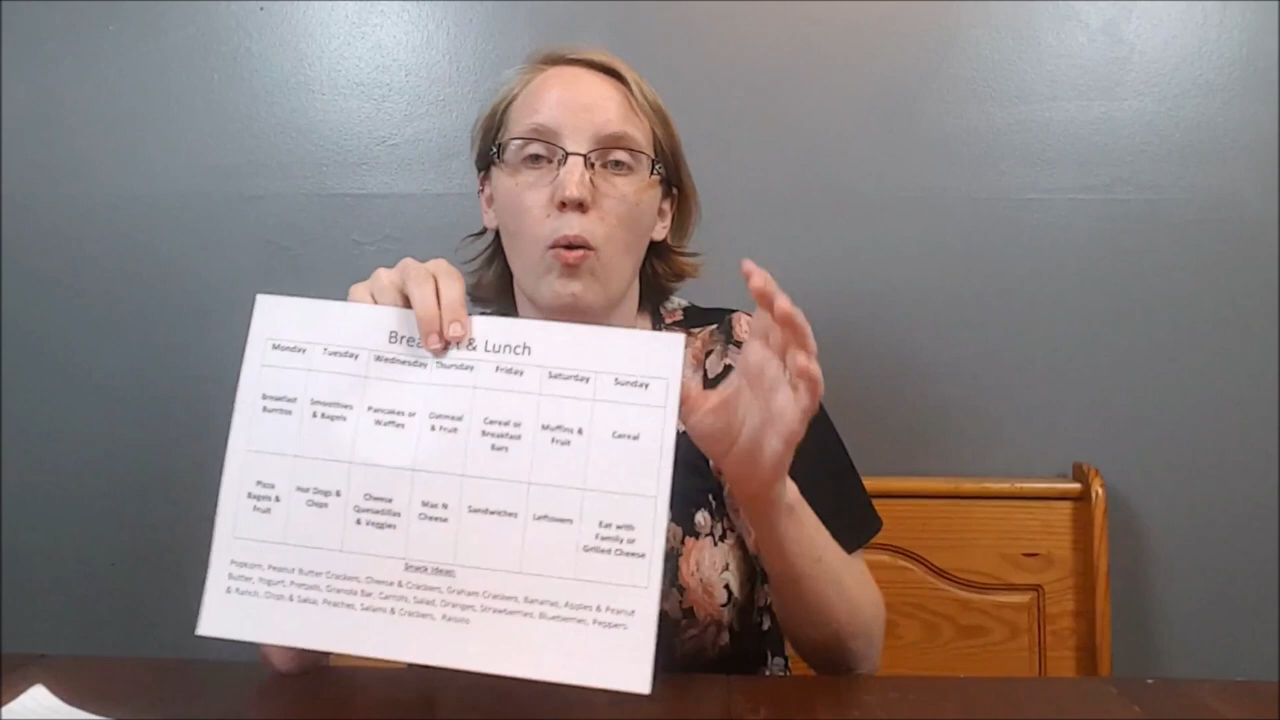 Brea & Lunch
Monday Tuesday Wednesday Thursday Friday Saturday Sunday
Breakfast Burritos
Smoothies & Bagels
Pancakes or Waffles
Oatmeal & Fruit
Cereal or Breakfast Bars
Muffins & Fruit
Cereal
Pizza Bagels & Fruit
Hot Dogs & Chips
Cheese Quesadillas & Veggies
Mac N Cheese
Sandwiches
Leftovers
Eat with Family or Grilled Cheese
Snack Ideas:
Popcorn, Peanut Butter Crackers, Cheese & Crackers, Graham Crackers, Bananas, Apples & Peanut
Butter, Yogurt, Pretzels, Granola Bar, Carrots, Salad, Oranges, Strawberries, Blueberries, Peppers
& Ranch, Chips & Salsa, Peaches, Salami & Crackers, Raisins